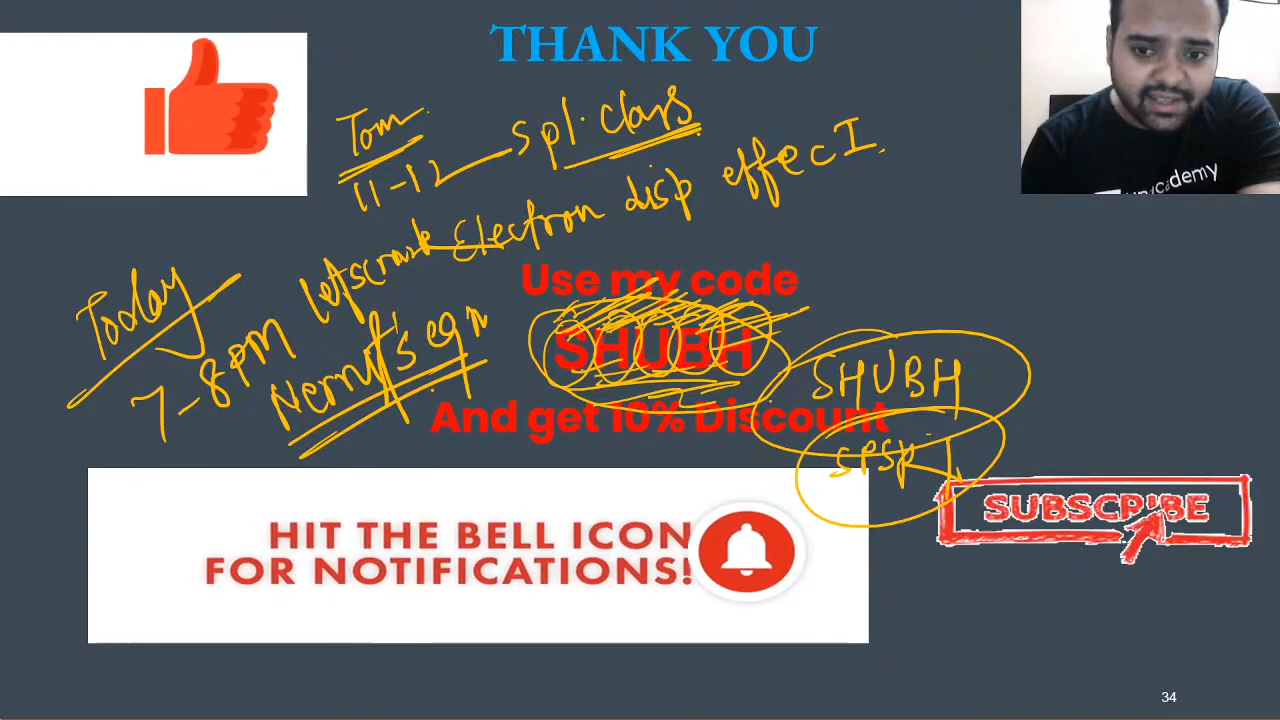 THANK YOU
Tom
11-12 spl. class
letscrack Electron disp effect I.
Today
7-8pm
Nernst's eqn
Use my code
SHUBH
And get 10% Discount
SHUBH
HIT THE BELL ICON
FOR NOTIFICATIONS!
SUBSCRIBE
34